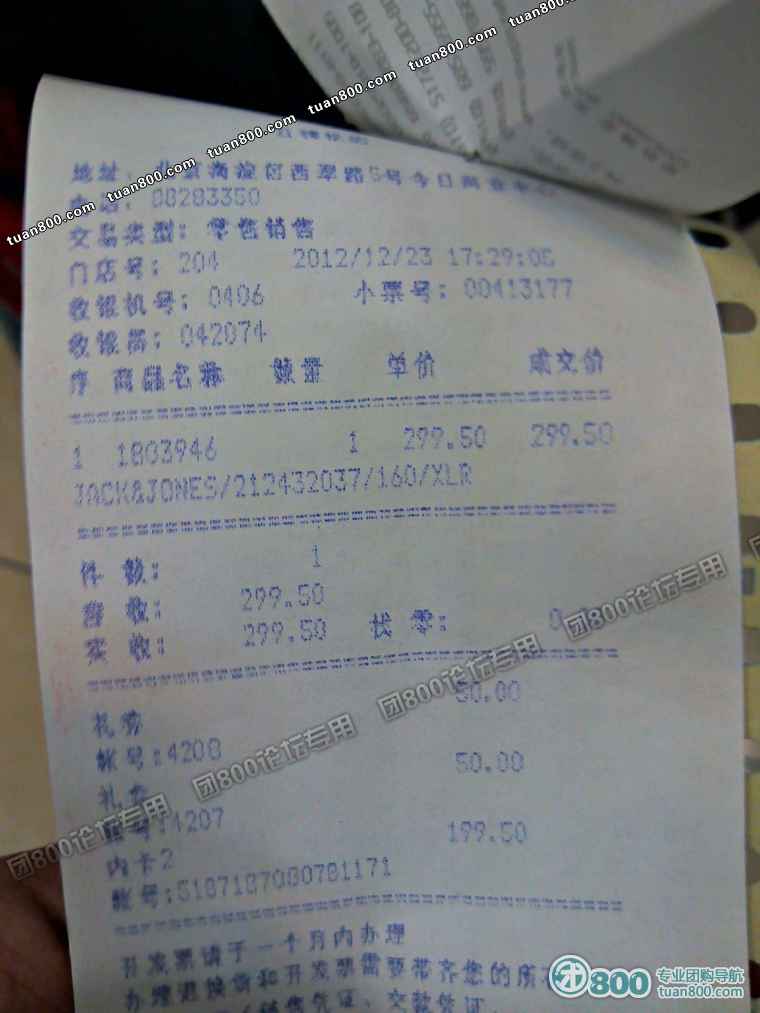 地址: 北京海淀区西翠路5号今日商业中心
电话: 88283350
交易类型: 零售销售
门店号: 204 2012/12/23 17:29:08
收银机号: 0406 小票号: 00413177
收银员: 042074
序 商品名称 数量 单价 成交价
1 1803946 1 299.50 299.50
JACK&JONES/212432037/160/XLR
件 数: 1
应 收: 299.50
实 收: 299.50 找 零: 0
礼券 50.00
帐号:4208
礼券 50.00
帐号:4207
内卡2 199.50
帐号:5187187080781171
开发票请于一个月内办理
办理退换货和开发票需要带齐您的所
销售凭证、交款凭证
tuan800.com tuan800.com tuan800.com tuan800.com tuan800.com tuan800.com
团800论坛专用 团800论坛专用 团800论坛专用 团800论坛专用
团800 专业团购导航
tuan800.com